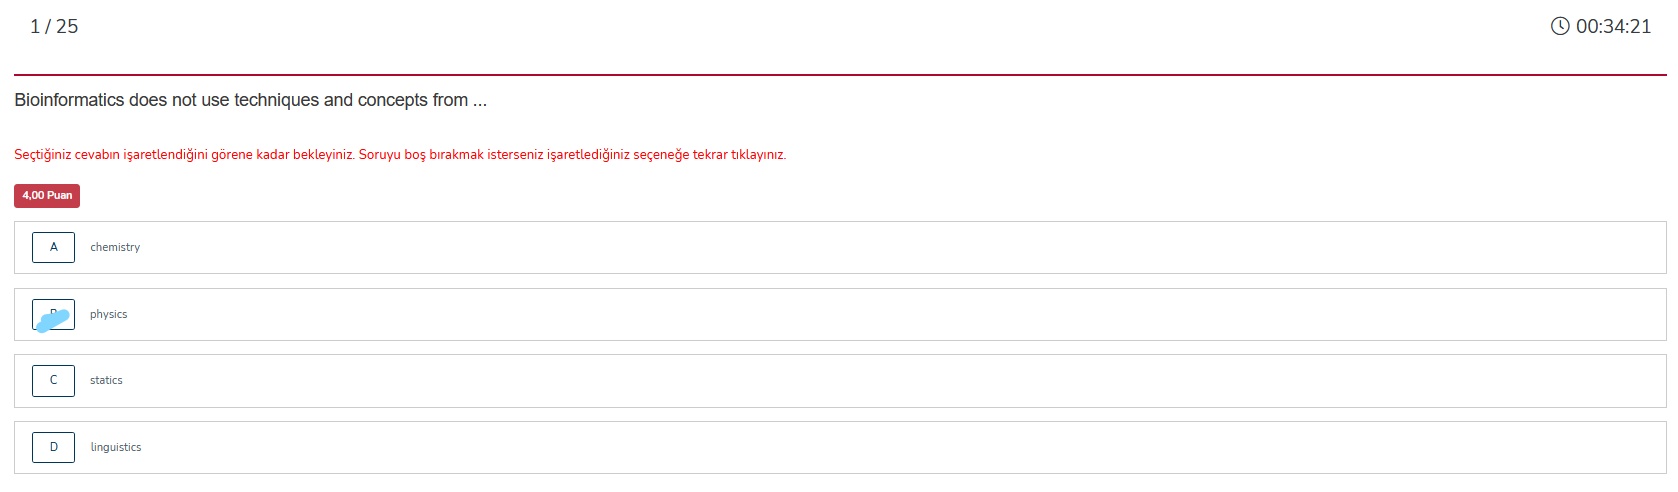 1 / 25
00:34:21
Bioinformatics does not use techniques and concepts from ...
Seçtiğiniz cevabın işaretlendiğini görene kadar bekleyiniz. Soruyu boş bırakmak isterseniz işaretlediğiniz seçeneğe tekrar tıklayınız.
4,00 Puan
A chemistry
physics
C statics
D linguistics